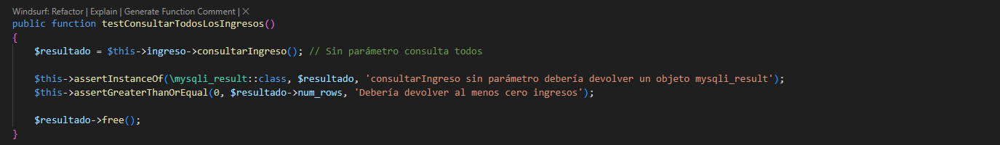 Windsurf: Refactor | Explain | Generate Function Comment | ×
public function testConsultarTodosLosIngresos()
{
$resultado = $this->ingreso->consultarIngreso(); // Sin parámetro consulta todos
$this->assertInstanceOf(\mysqli_result::class, $resultado, 'consultarIngreso sin parámetro debería devolver un objeto mysqli_result');
$this->assertGreaterThanOrEqual(0, $resultado->num_rows, 'Debería devolver al menos cero ingresos');
$resultado->free();
}